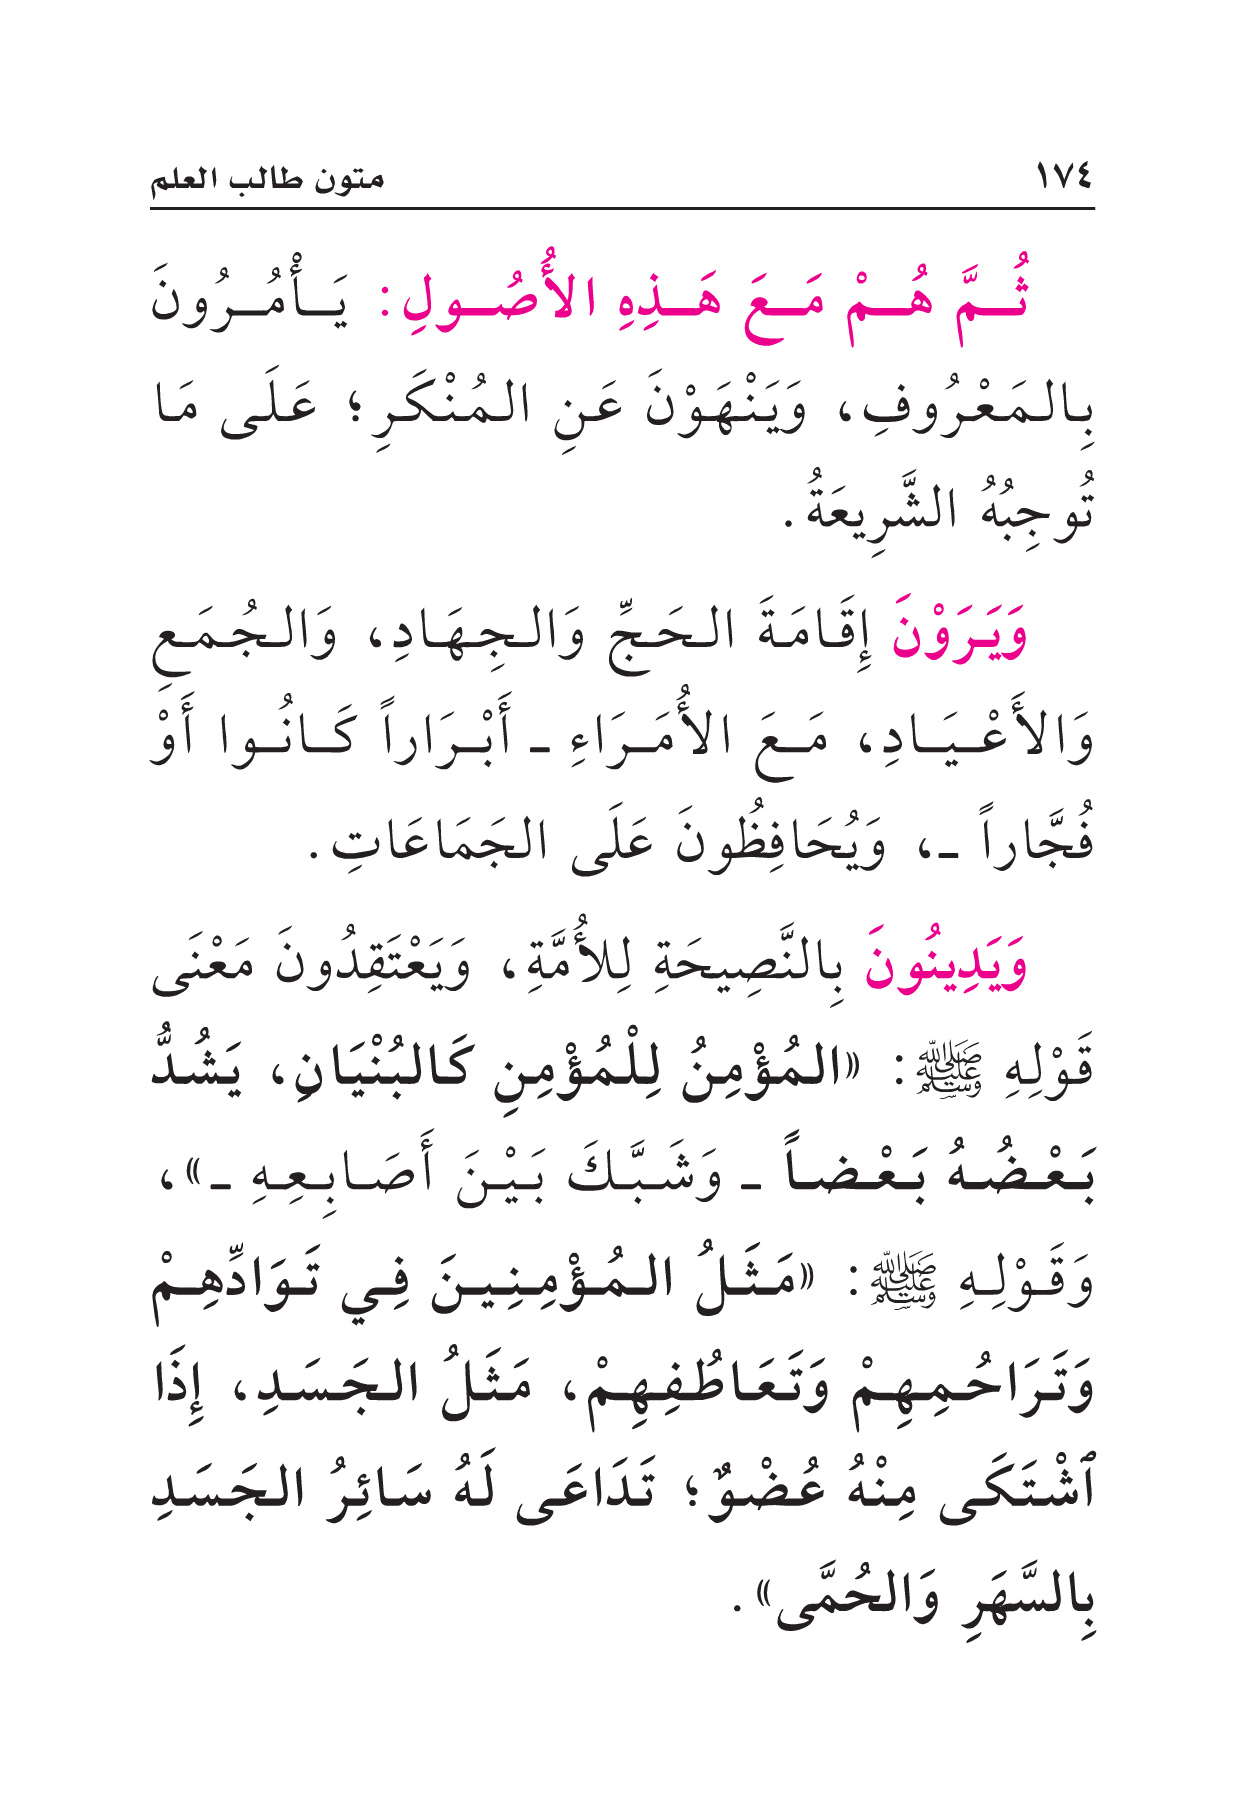 ١٧٤ متون طالب العلم
ثُمَّ هُمْ مَعَ هَذِهِ الأُصُولِ: يَأْمُرُونَ
بِالمَعْرُوفِ، وَيَنْهَوْنَ عَنِ المُنْكَرِ؛ عَلَى مَا
تُوجِبُهُ الشَّرِيعَةُ.
وَيَرَوْنَ إِقَامَةَ الحَجِّ وَالجِهَادِ، وَالجُمَعِ
وَالأَعْيَادِ، مَعَ الأُمَرَاءِ ـ أَبْرَاراً كَانُوا أَوْ
فُجَّاراً ـ، وَيُحَافِظُونَ عَلَى الجَمَاعَاتِ.
وَيَدِينُونَ بِالنَّصِيحَةِ لِلأُمَّةِ، وَيَعْتَقِدُونَ مَعْنَى
قَوْلِهِ ﷺ: «المُؤْمِنُ لِلْمُؤْمِنِ كَالبُنْيَانِ، يَشُدُّ
بَعْضُهُ بَعْضاً ـ وَشَبَّكَ بَيْنَ أَصَابِعِهِ ـ»،
وَقَوْلِهِ ﷺ: «مَثَلُ المُؤْمِنِينَ فِي تَوَادِّهِمْ
وَتَرَاحُمِهِمْ وَتَعَاطُفِهِمْ، مَثَلُ الجَسَدِ، إِذَا
ٱشْتَكَى مِنْهُ عُضْوٌ؛ تَدَاعَى لَهُ سَائِرُ الجَسَدِ
بِالسَّهَرِ وَالحُمَّى».